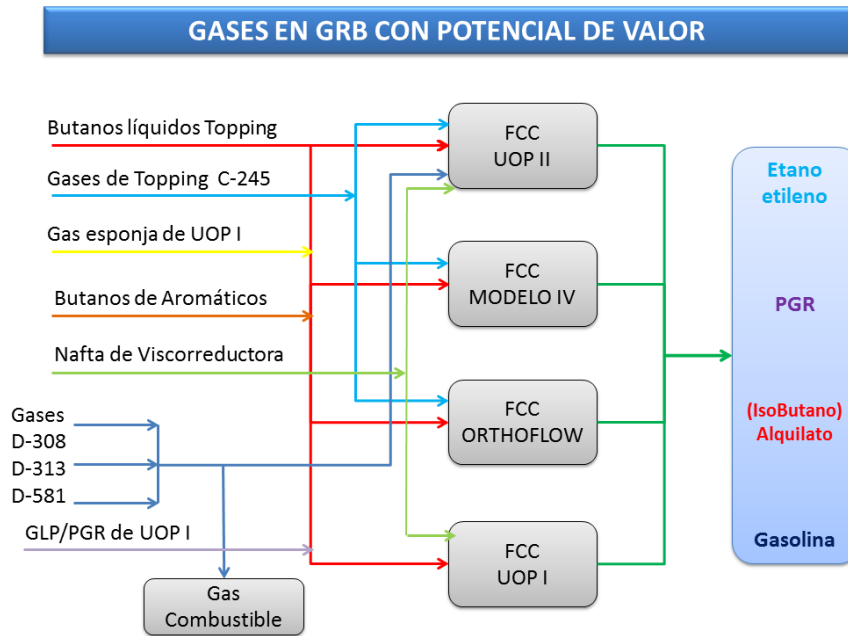 GASES EN GRB CON POTENCIAL DE VALOR
Butanos líquidos Topping
Gases de Topping C-245
Gas esponja de UOP I
Butanos de Aromáticos
Nafta de Viscorreductora
Gases
D-308
D-313
D-581
GLP/PGR de UOP I
Gas
Combustible
FCC
UOP II
FCC
MODELO IV
FCC
ORTHOFLOW
FCC
UOP I
Etano
etileno
PGR
(IsoButano)
Alquilato
Gasolina